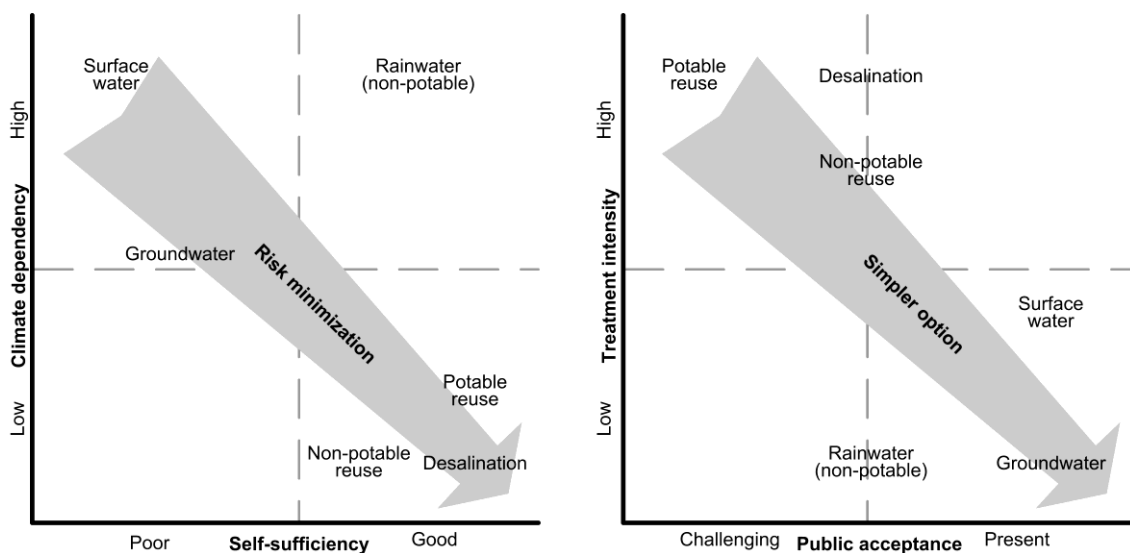 Surface
water
Rainwater
(non-potable)
High
Climate dependency
Groundwater
Risk minimization
Low
Potable
reuse
Non-potable
reuse
Desalination
Poor
Self-sufficiency
Good
Potable
reuse
Desalination
High
Non-potable
reuse
Treatment intensity
Simpler option
Surface
water
Low
Rainwater
(non-potable)
Groundwater
Challenging
Public acceptance
Present